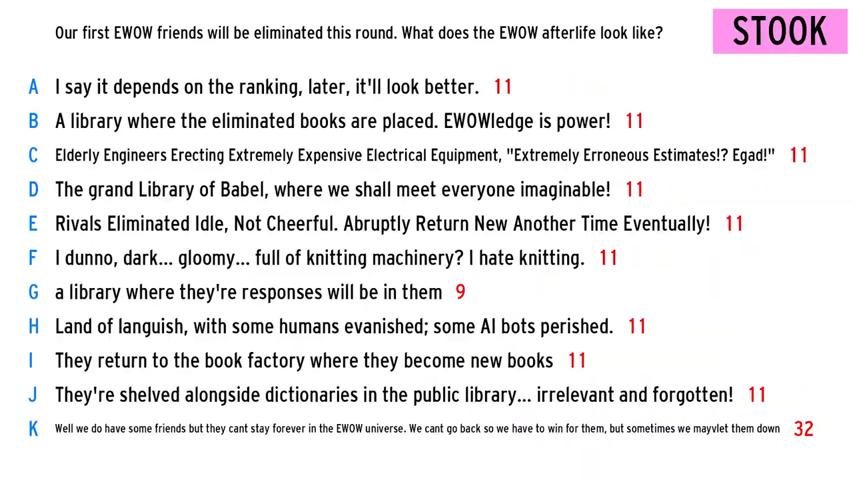 Our first EWOW friends will be eliminated this round. What does the EWOW afterlife look like?
STOOK
A I say it depends on the ranking, later, it'll look better. 11
B A library where the eliminated books are placed. EWOWledge is power! 11
C Elderly Engineers Erecting Extremely Expensive Electrical Equipment, "Extremely Erroneous Estimates!? Egad!" 11
D The grand Library of Babel, where we shall meet everyone imaginable! 11
E Rivals Eliminated Idle, Not Cheerful. Abruptly Return New Another Time Eventually! 11
F I dunno, dark... gloomy... full of knitting machinery? I hate knitting. 11
G a library where they're responses will be in them 9
H Land of languish, with some humans evanished; some AI bots perished. 11
I They return to the book factory where they become new books 11
J They're shelved alongside dictionaries in the public library... irrelevant and forgotten! 11
K Well we do have some friends but they cant stay forever in the EWOW universe. We cant go back so we have to win for them, but sometimes we mayvlet them down 32